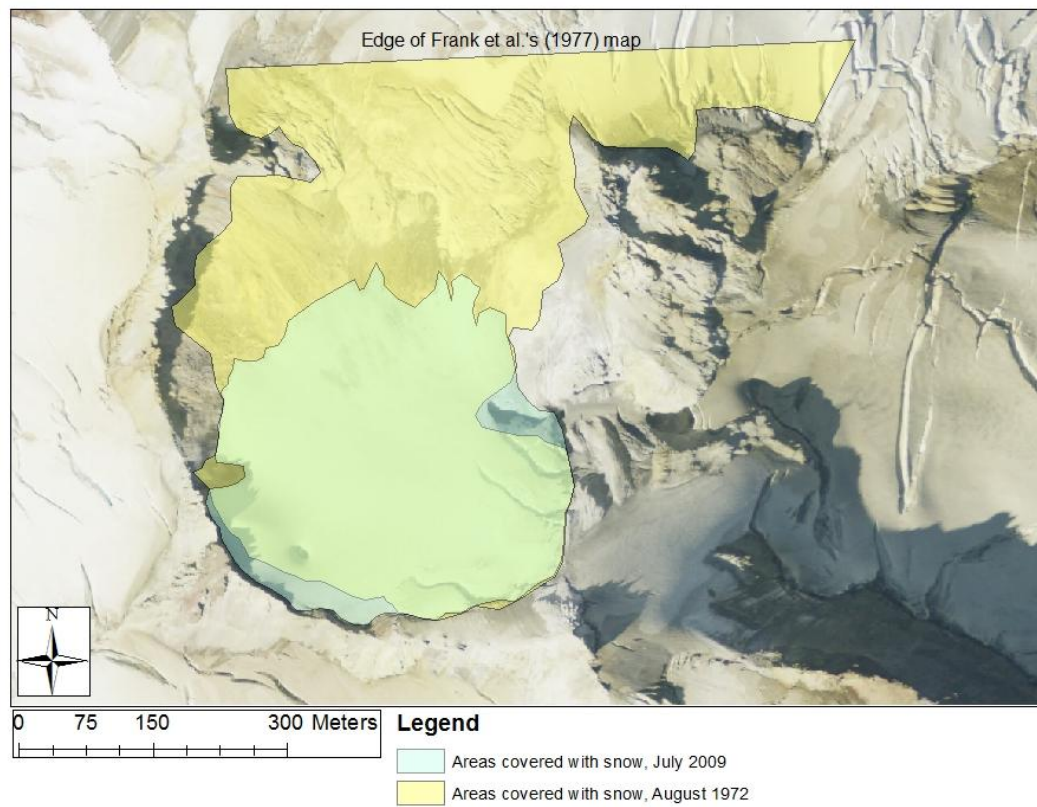 Edge of Frank et al.'s (1977) map
N
0 75 150 300 Meters
Legend
Areas covered with snow, July 2009
Areas covered with snow, August 1972